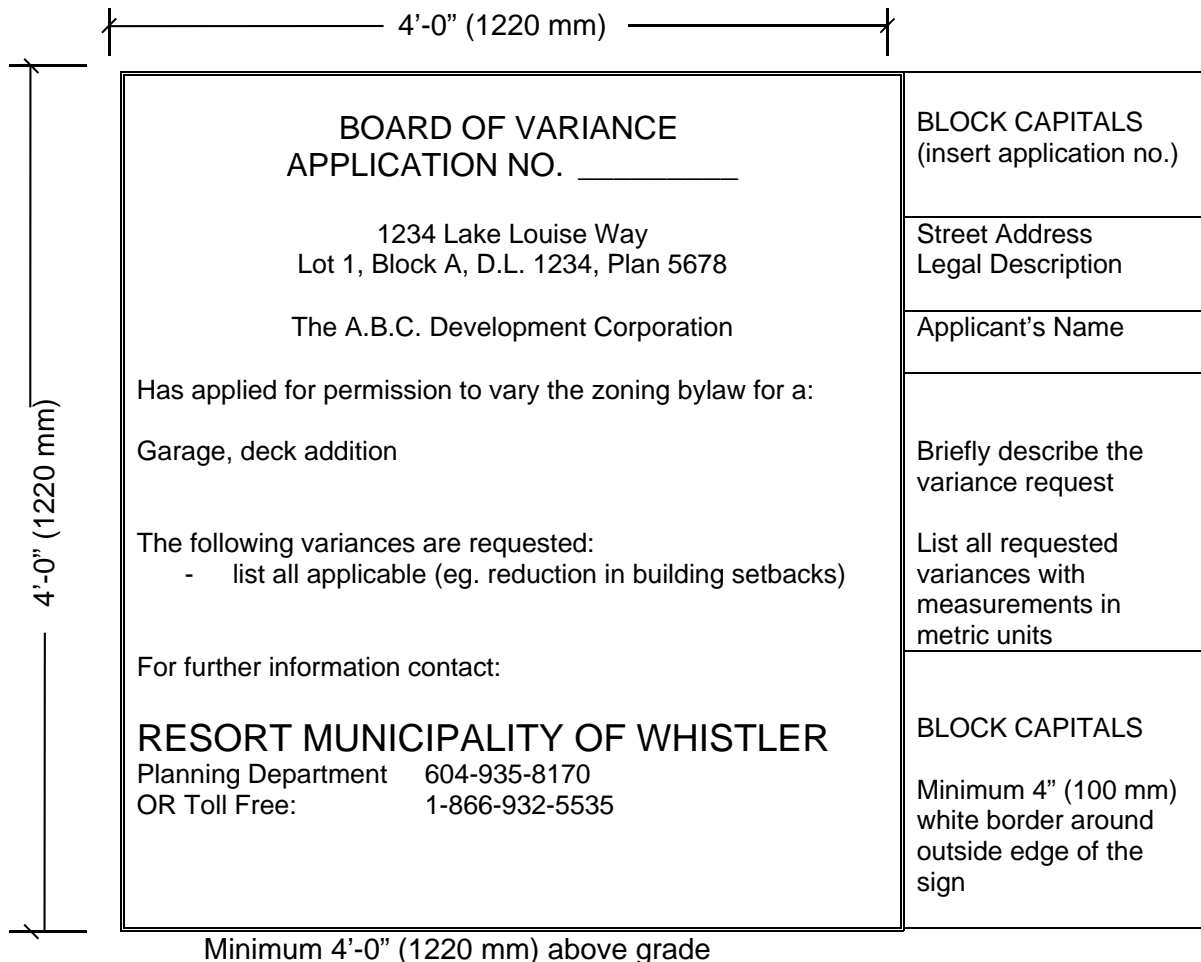 4’-0” (1220 mm)
4’-0” (1220 mm)
BOARD OF VARIANCE
APPLICATION NO. _________
1234 Lake Louise Way
Lot 1, Block A, D.L. 1234, Plan 5678
The A.B.C. Development Corporation
Has applied for permission to vary the zoning bylaw for a:
Garage, deck addition
The following variances are requested:
- list all applicable (eg. reduction in building setbacks)
For further information contact:
RESORT MUNICIPALITY OF WHISTLER
Planning Department 604-935-8170
OR Toll Free: 1-866-932-5535
BLOCK CAPITALS
(insert application no.)
Street Address
Legal Description
Applicant’s Name
Briefly describe the
variance request
List all requested
variances with
measurements in
metric units
BLOCK CAPITALS
Minimum 4” (100 mm)
white border around
outside edge of the
sign
Minimum 4’-0” (1220 mm) above grade